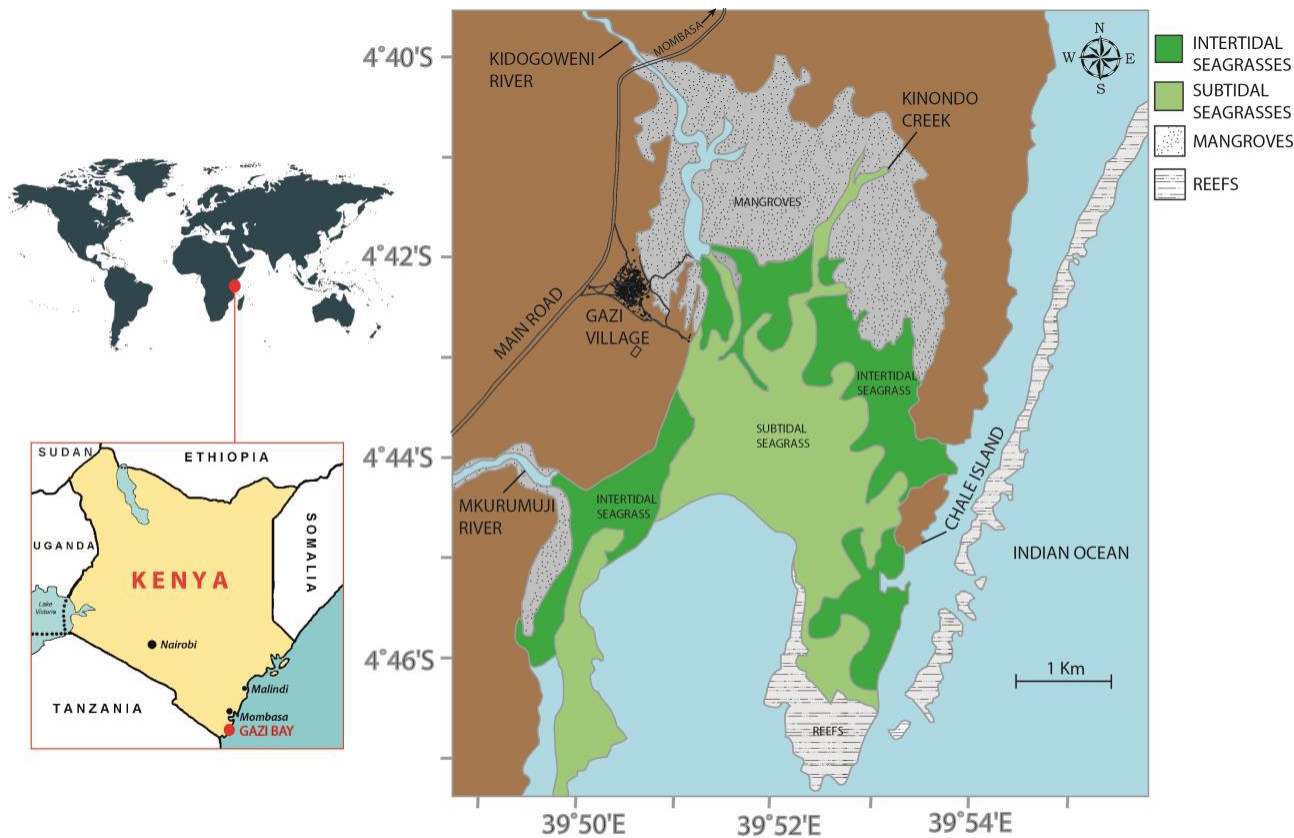 SUDAN
ETHIOPIA
UGANDA
SOMALIA
KENYA
Lake
Victoria
Nairobi
Malindi
Mombasa
GAZI BAY
TANZANIA
4°40'S
4°42'S
4°44'S
4°46'S
39°50'E
39°52'E
39°54'E
KIDOGOWENI
RIVER
MOMBASA
KINONDO
CREEK
N
W
E
S
MANGROVES
MAIN ROAD
GAZI
VILLAGE
INTERTIDAL
SEAGRASS
SUBTIDAL
SEAGRASS
MKURUMUJI
RIVER
INTERTIDAL
SEAGRASS
CHALE ISLAND
INDIAN OCEAN
1 Km
REEFS
INTERTIDAL
SEAGRASSES
SUBTIDAL
SEAGRASSES
MANGROVES
REEFS